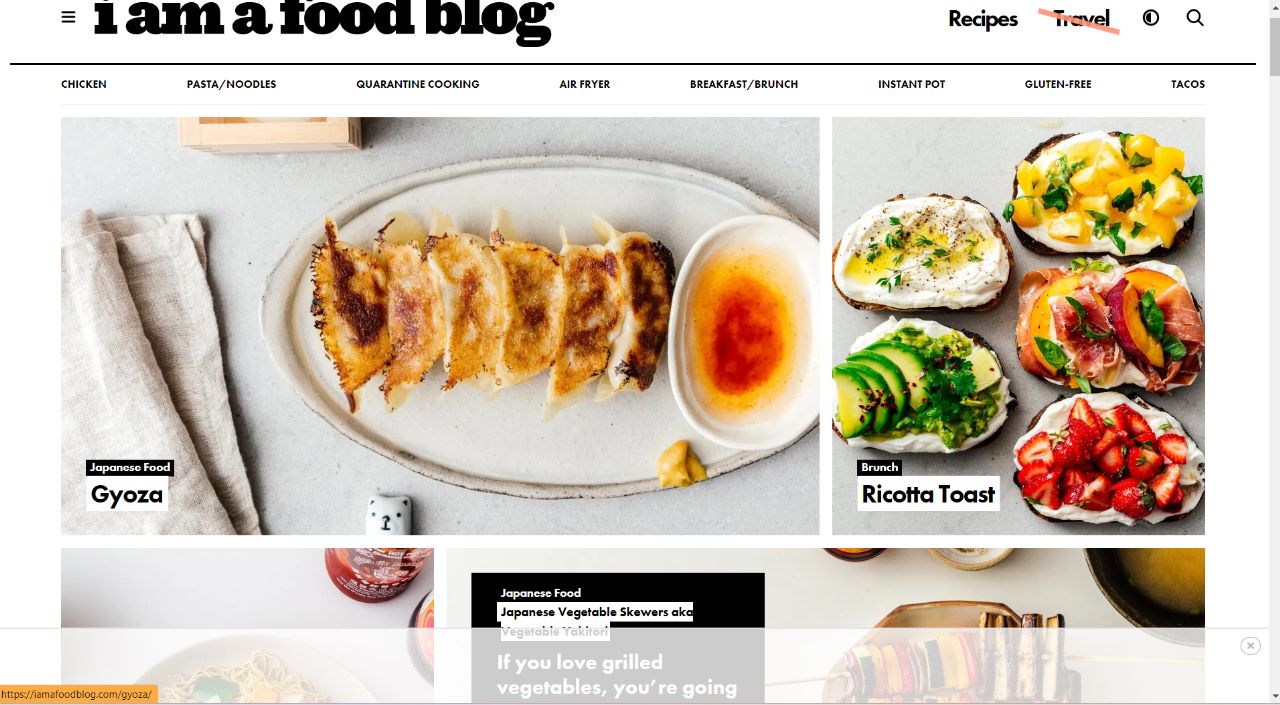 i am a food blog
Recipes
Travel
CHICKEN
PASTA/NOODLES
QUARANTINE COOKING
AIR FRYER
BREAKFAST/BRUNCH
INSTANT POT
GLUTEN-FREE
TACOS
Japanese Food
Gyoza
Brunch
Ricotta Toast
Japanese Food
Japanese Vegetable Skewers aka
Vegetable Yakitori
If you love grilled
vegetables, you're going
https://iamafoodblog.com/gyoza/